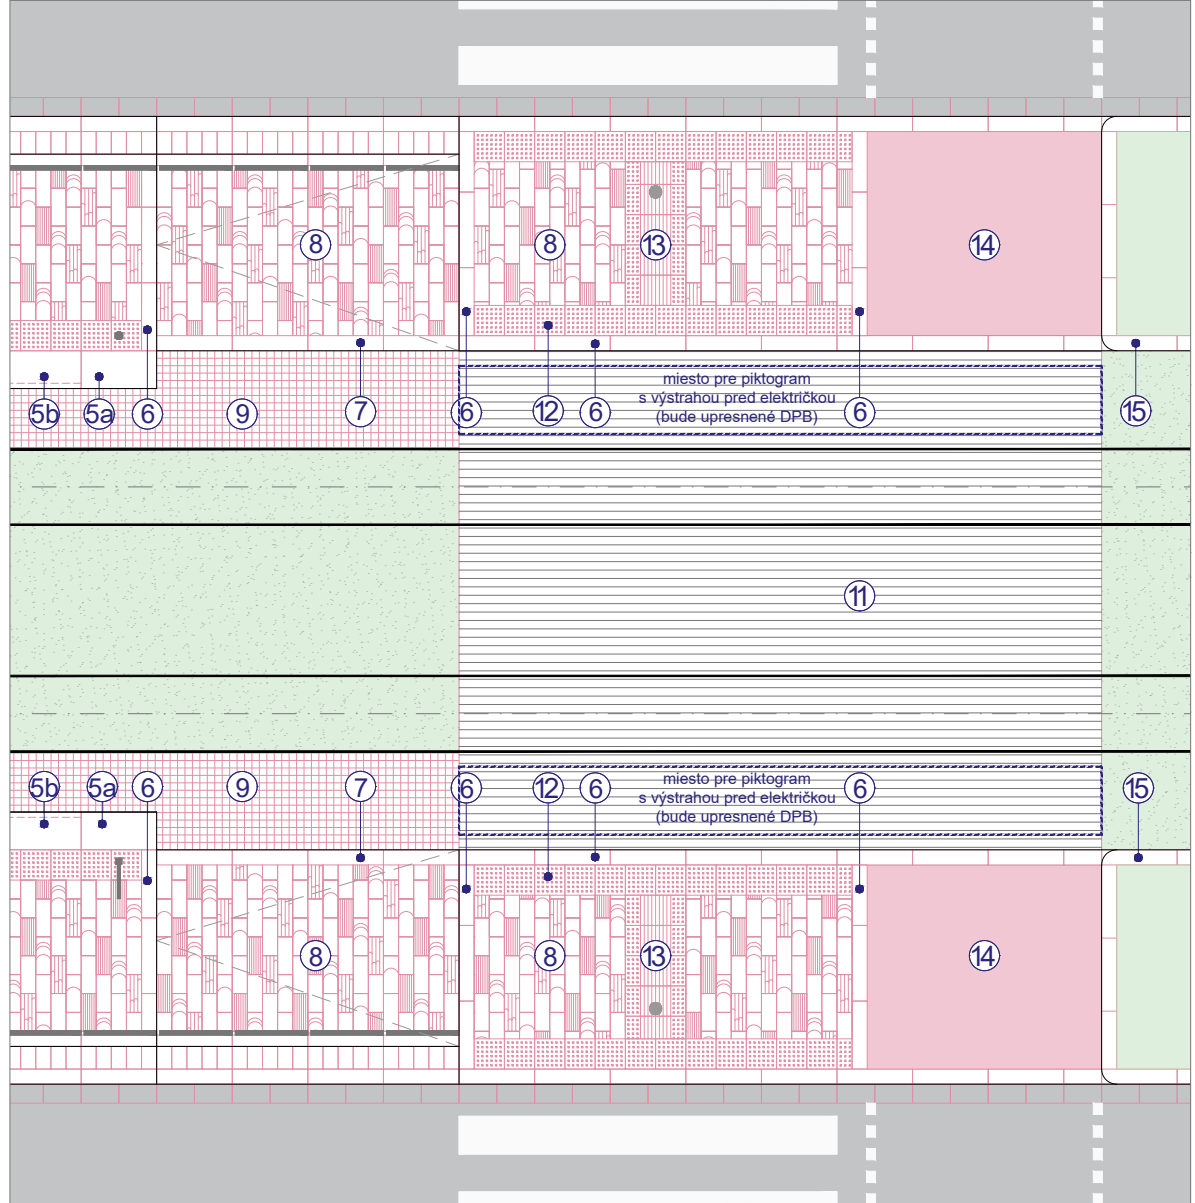 8 8 13 14
miesto pre piktogram
s výstrahou pred električkou
(bude upresnené DPB)
5b 5a 6 9 7 6 12 6 6 15
11
5b 5a 6 9 7 6 12 6 6 15
miesto pre piktogram
s výstrahou pred električkou
(bude upresnené DPB)
8 8 13 14